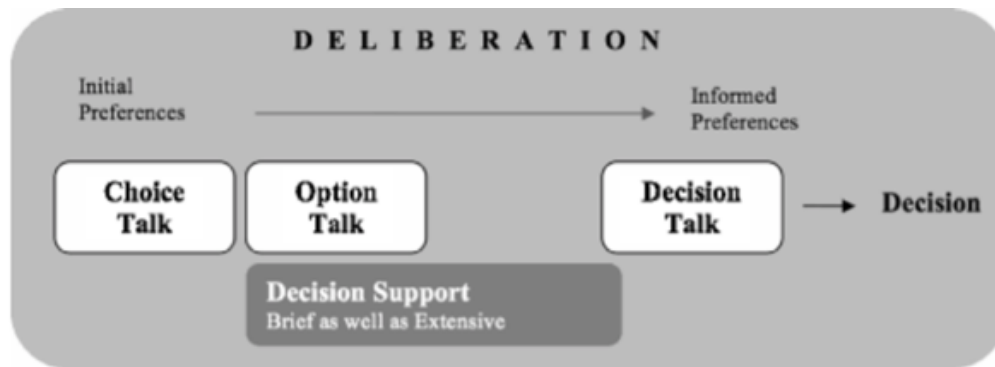 DELIBERATION
Initial
Preferences
Informed
Preferences
Choice
Talk
Option
Talk
Decision
Talk
Decision
Decision Support
Brief as well as Extensive